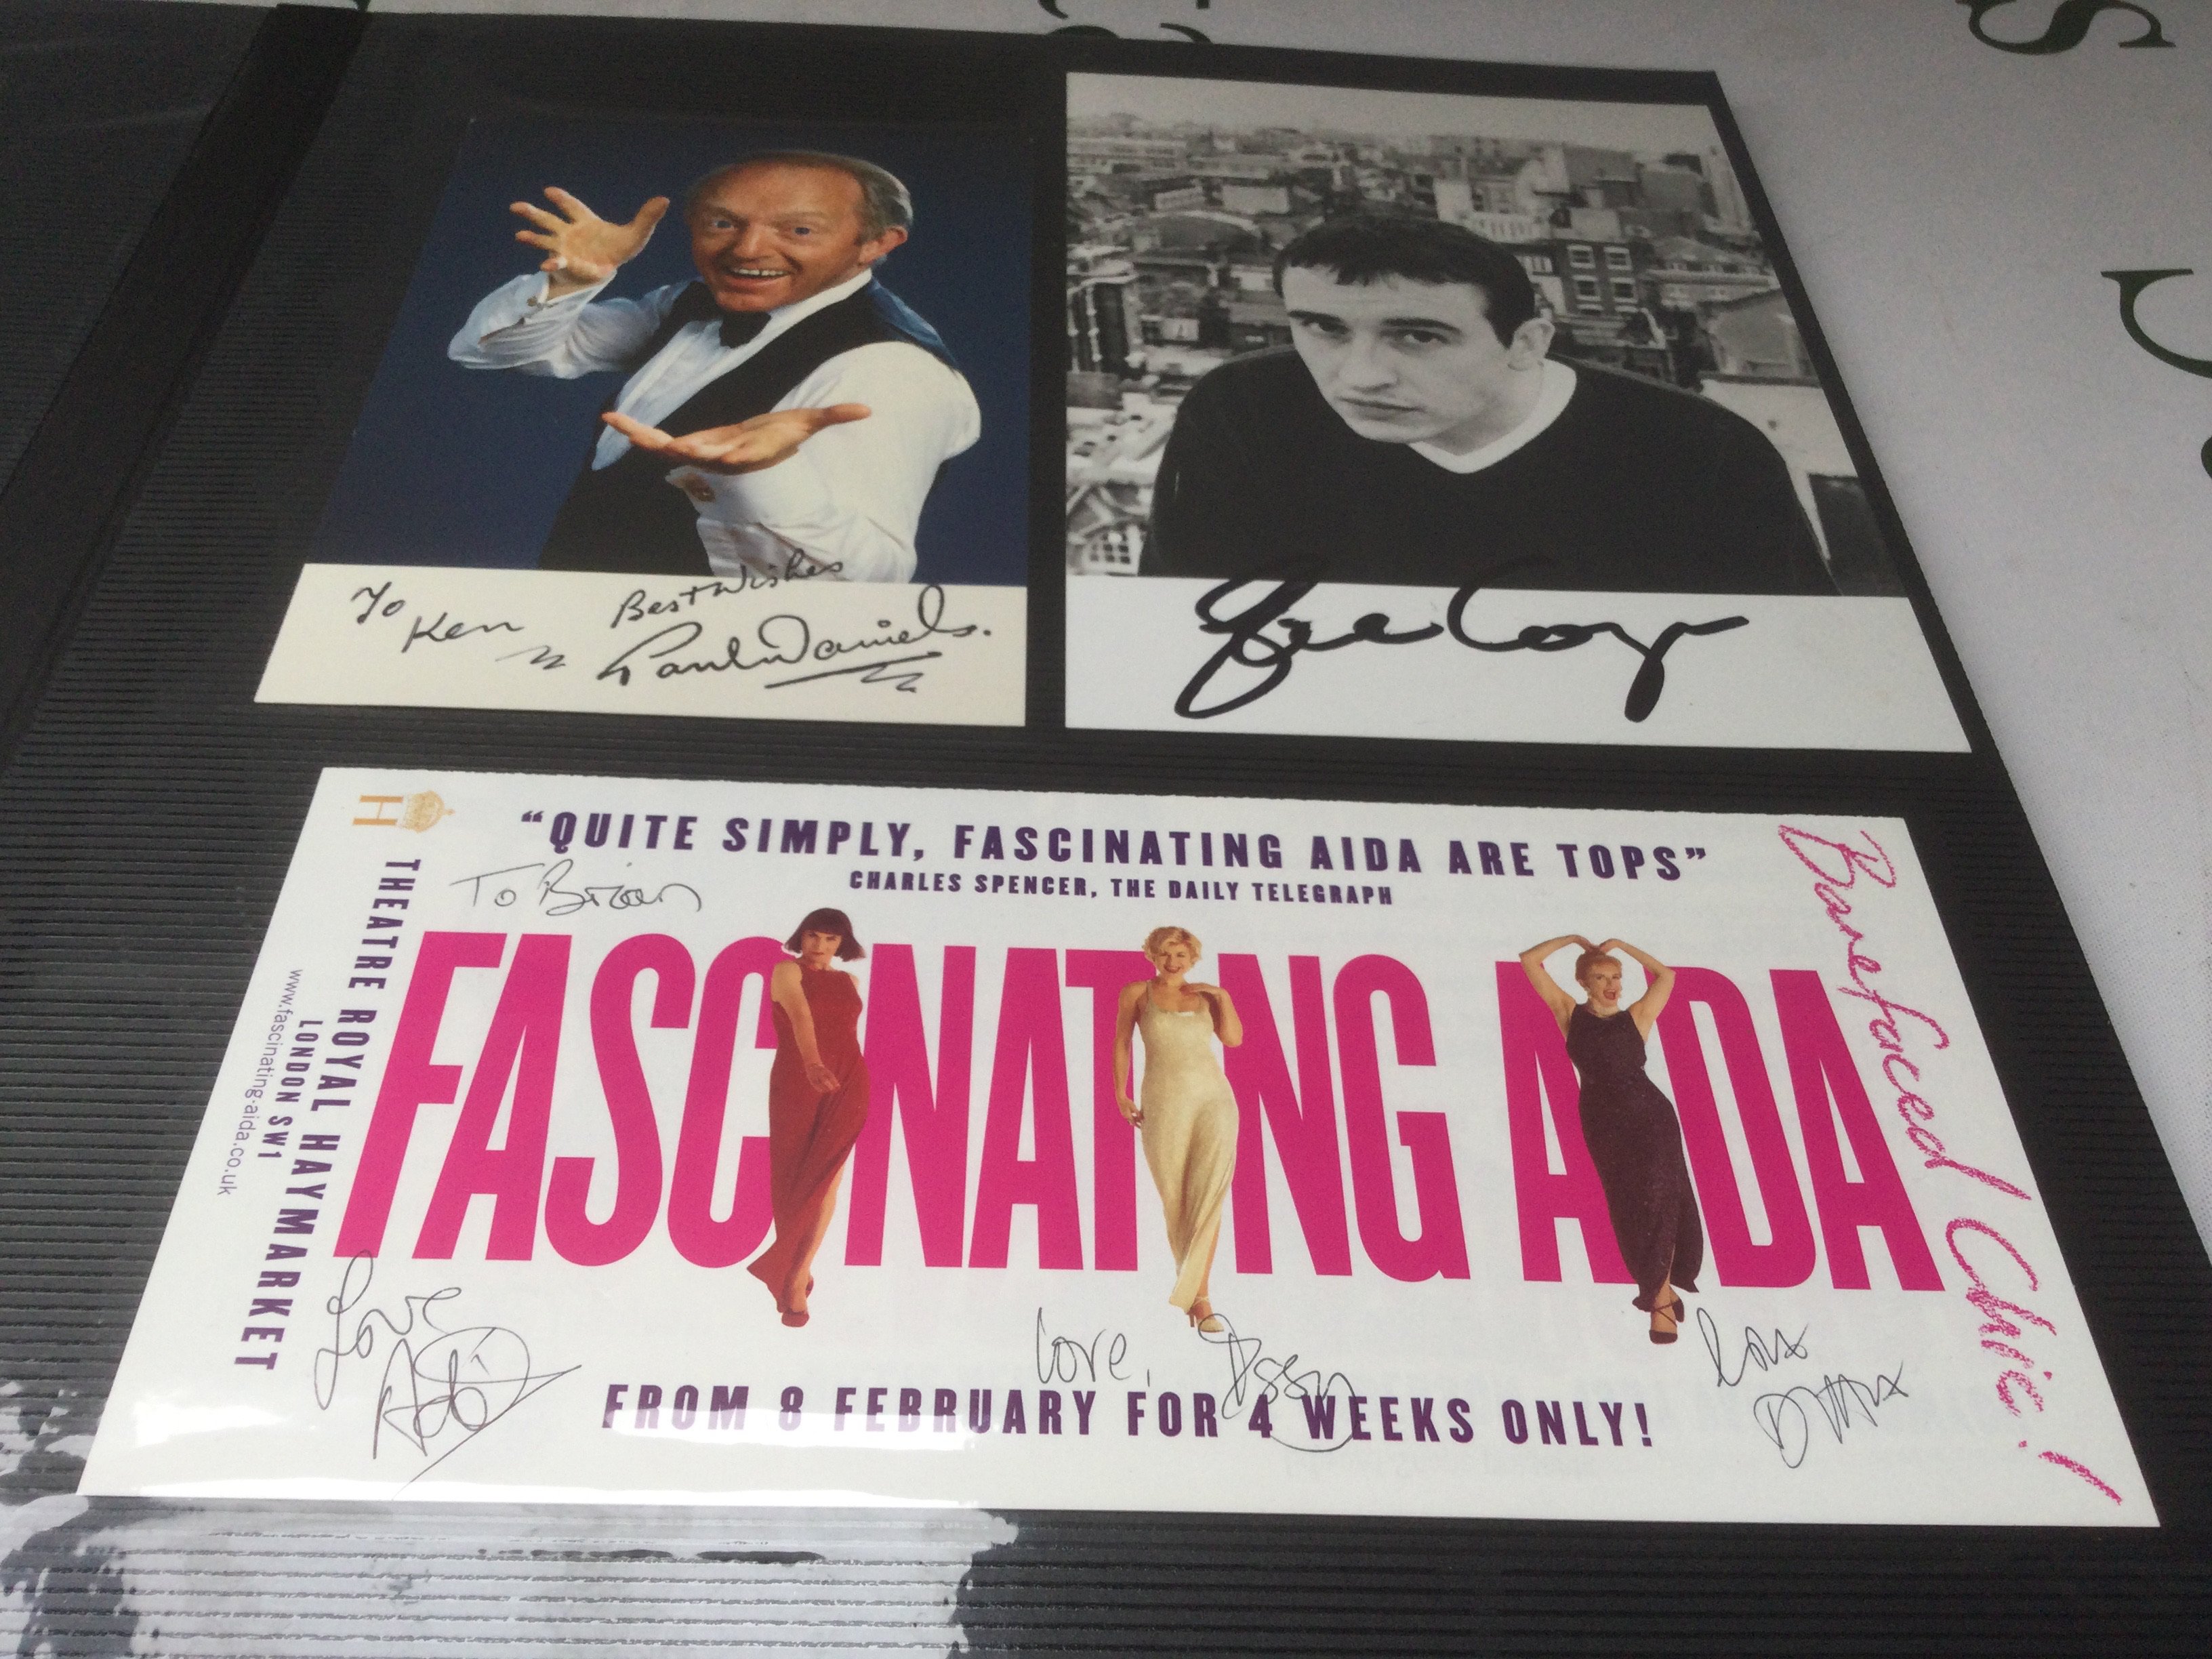 To
Ken
Best Wishes
Paul Daniels.
H
THEATRE ROYAL HAYMARKET
LONDON SW1
www.fascinating-aida.co.uk
“QUITE SIMPLY, FASCINATING AIDA ARE TOPS”
CHARLES SPENCER, THE DAILY TELEGRAPH
To Brian
FASCINATING AIDA
Barefaced Chic!
Love
love,
Issy
FROM 8 FEBRUARY FOR 4 WEEKS ONLY!